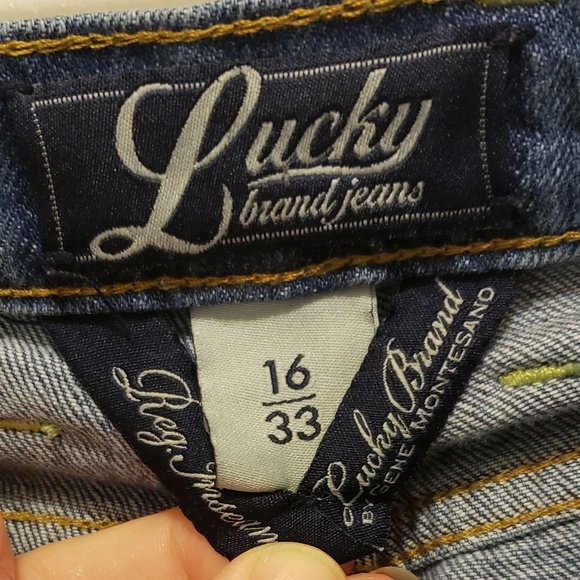 Lucky
brand jeans
16
33
Reg. Inseam
Lucky Brand
BY GENE MONTESANO